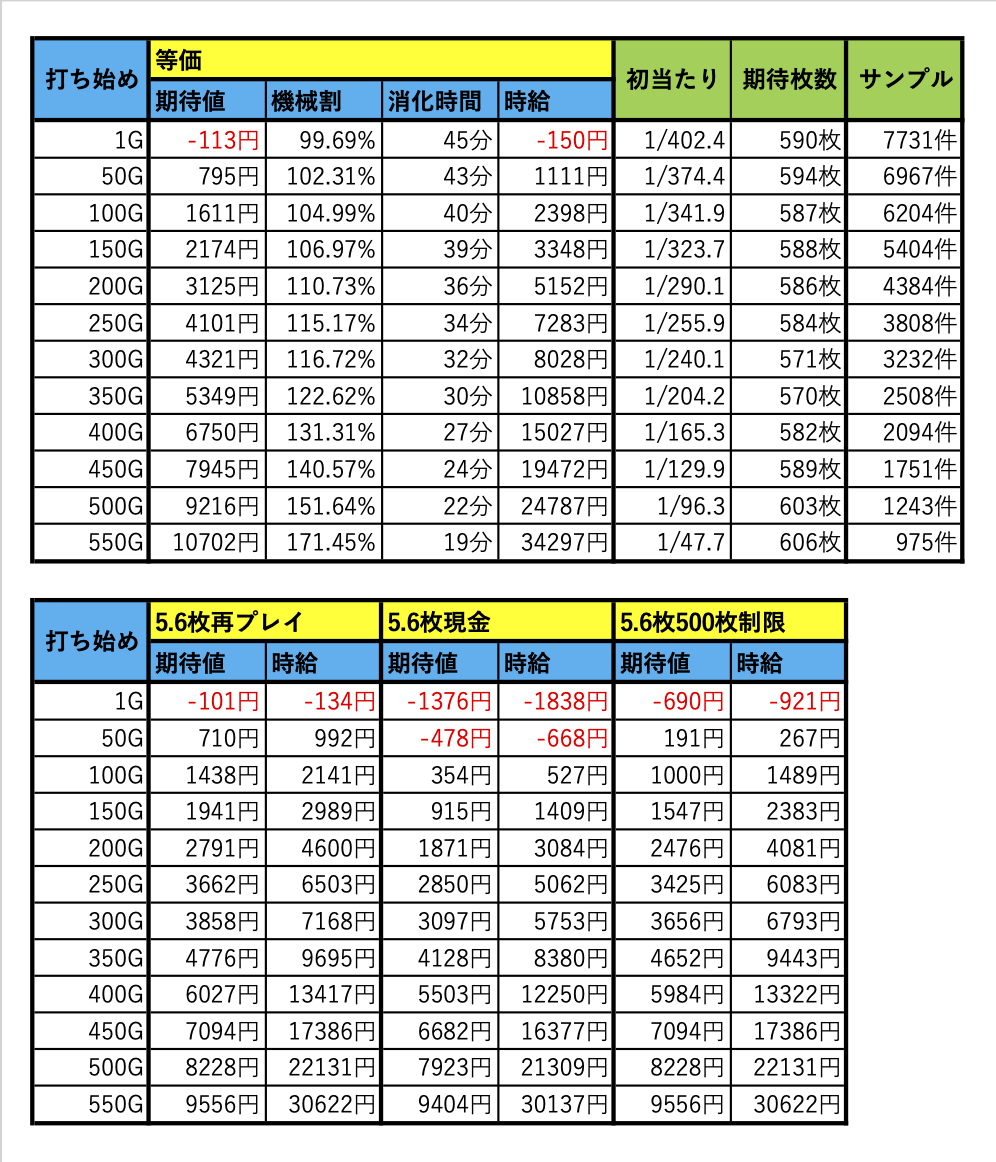 打ち始め 等価 初当たり 期待枚数 サンプル
期待値 機械割 消化時間 時給
1G -113円 99.69% 45分 -150円 1/402.4 590枚 7731件
50G 795円 102.31% 43分 1111円 1/374.4 594枚 6967件
100G 1611円 104.99% 40分 2398円 1/341.9 587枚 6204件
150G 2174円 106.97% 39分 3348円 1/323.7 588枚 5404件
200G 3125円 110.73% 36分 5152円 1/290.1 586枚 4384件
250G 4101円 115.17% 34分 7283円 1/255.9 584枚 3808件
300G 4321円 116.72% 32分 8028円 1/240.1 571枚 3232件
350G 5349円 122.62% 30分 10858円 1/204.2 570枚 2508件
400G 6750円 131.31% 27分 15027円 1/165.3 582枚 2094件
450G 7945円 140.57% 24分 19472円 1/129.9 589枚 1751件
500G 9216円 151.64% 22分 24787円 1/96.3 603枚 1243件
550G 10702円 171.45% 19分 34297円 1/47.7 606枚 975件
打ち始め 5.6枚再プレイ 5.6枚現金 5.6枚500枚制限
期待値 時給 期待値 時給 期待値 時給
1G -101円 -134円 -1376円 -1838円 -690円 -921円
50G 710円 992円 -478円 -668円 191円 267円
100G 1438円 2141円 354円 527円 1000円 1489円
150G 1941円 2989円 915円 1409円 1547円 2383円
200G 2791円 4600円 1871円 3084円 2476円 4081円
250G 3662円 6503円 2850円 5062円 3425円 6083円
300G 3858円 7168円 3097円 5753円 3656円 6793円
350G 4776円 9695円 4128円 8380円 4652円 9443円
400G 6027円 13417円 5503円 12250円 5984円 13322円
450G 7094円 17386円 6682円 16377円 7094円 17386円
500G 8228円 22131円 7923円 21309円 8228円 22131円
550G 9556円 30622円 9404円 30137円 9556円 30622円